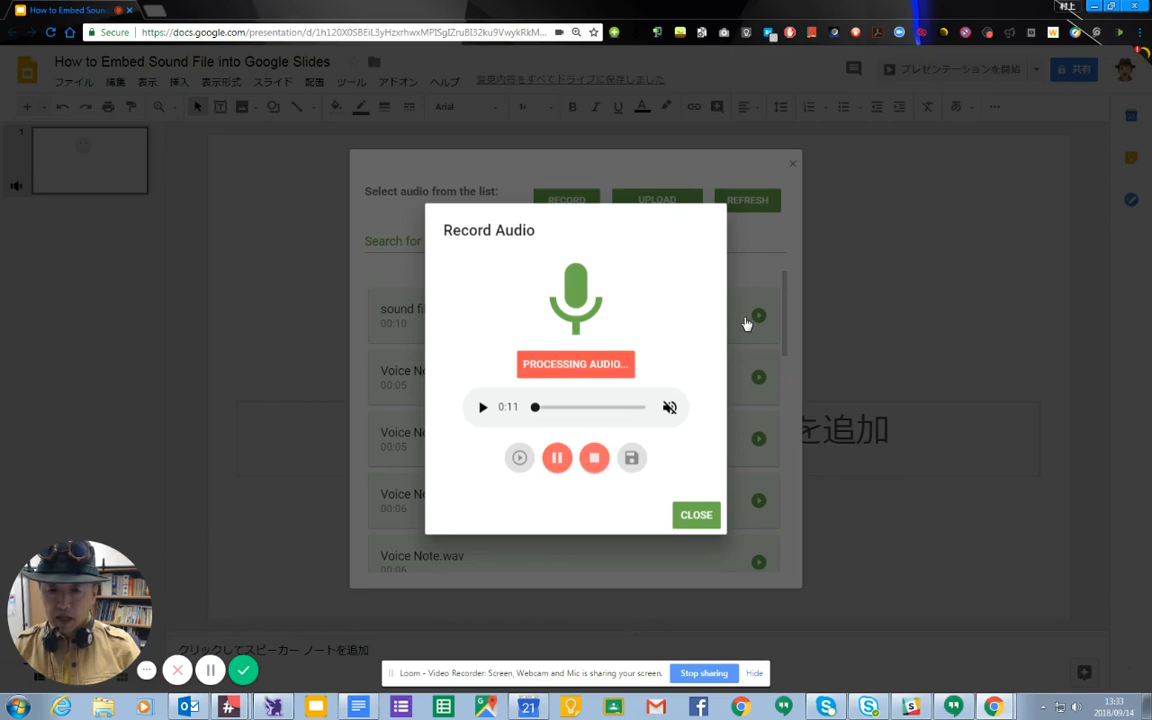 How to Embed Soun
村上
Secure https://docs.google.com/presentation/d/1h120X0SBEiL3yHzxrhwxMPISgIZruBI32ku9VwykRkM...
How to Embed Sound File into Google Slides
ファイル 編集 表示 挿入 表示形式 スライド 配置 ツール アドオン ヘルプ 変更内容をすべてドライブに保存しました
プレゼンテーションを開始
共有
Arial
1
Select audio from the list:
RECORD UPLOAD REFRESH
Search for
Record Audio
sound fi
00:10
PROCESSING AUDIO...
Voice No
00:05
0:11
Voice No
00:05
を追加
Voice No
00:06
CLOSE
Voice Note.wav
00:06
クリックしてスピーカー ノートを追加
Loom - Video Recorder: Screen, Webcam and Mic is sharing your screen. Stop sharing Hide
21
13:33
2018/09/14